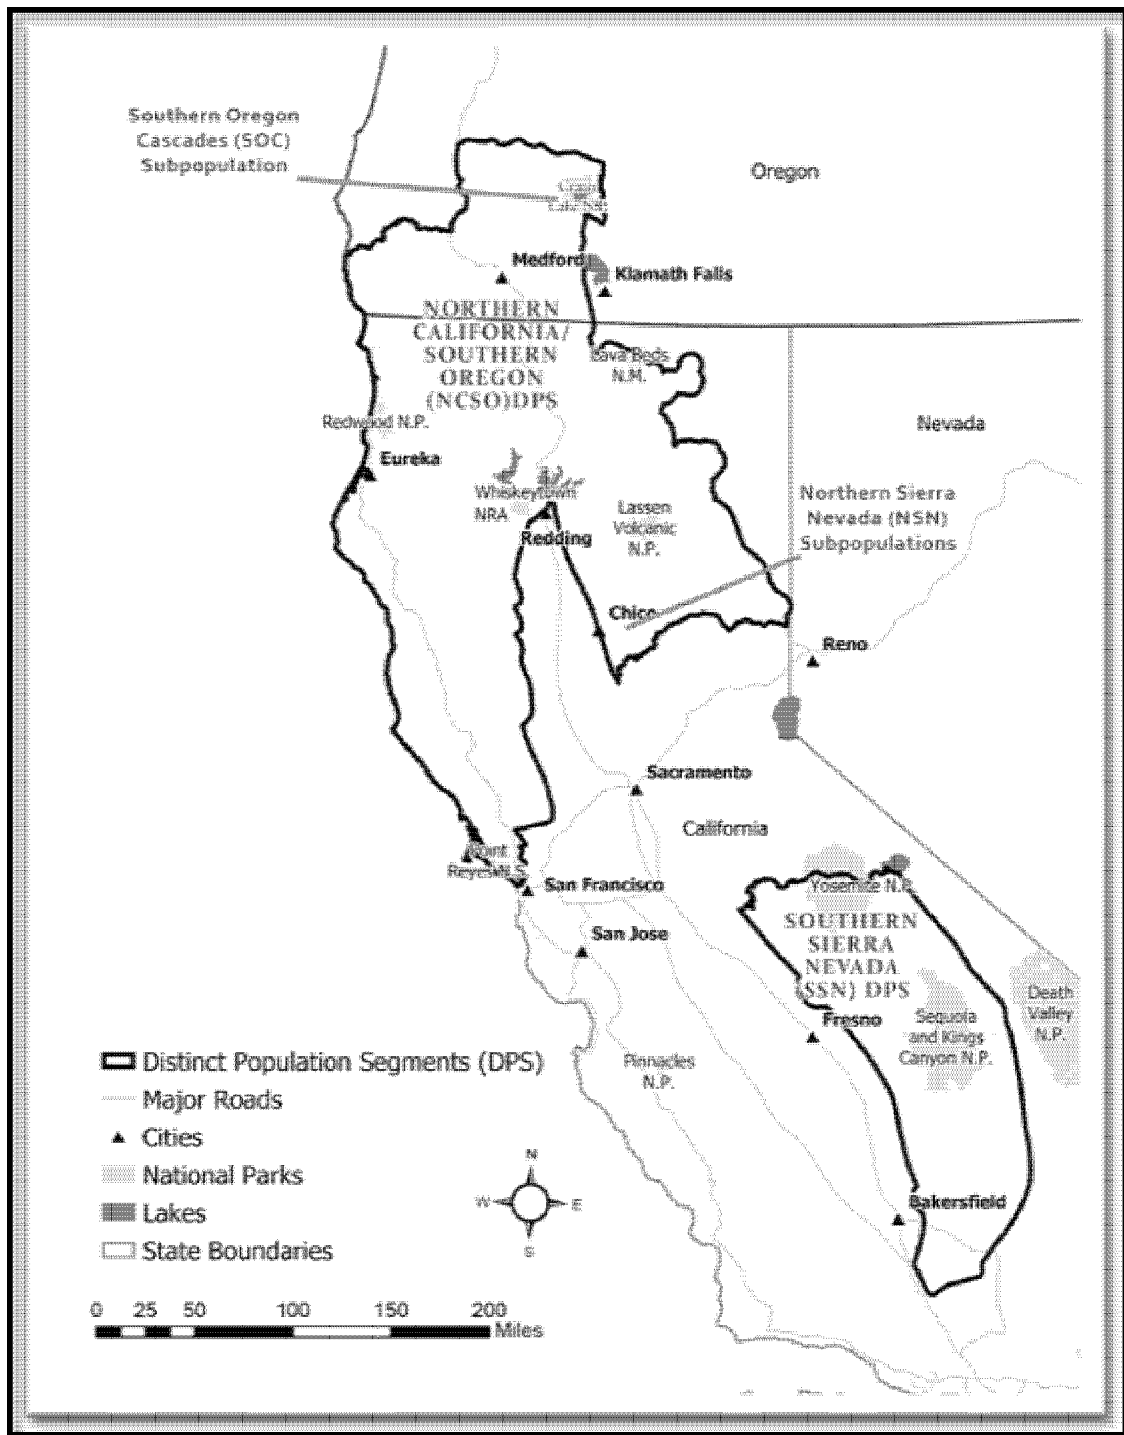 Southern Oregon
Cascades (SOC)
Subpopulation
Oregon
Crater
Lake N.P.
Medford
Klamath Falls
NORTHERN
CALIFORNIA/
SOUTHERN
OREGON
(NCSO)DPS
Lava Beds
N.M.
Redwood N.P.
Nevada
Eureka
Whiskeytown
NRA
Redding
Lassen
Volcanic
N.P.
Northern Sierra
Nevada (NSN)
Subpopulations
Chico
Reno
Sacramento
California
Point
Reyes N.S.
San Francisco
Yosemite N.P.
San Jose
SOUTHERN
SIERRA
NEVADA
(SSN) DPS
Fresno
Sequoia
and Kings
Canyon N.P.
Death
Valley
N.P.
Pinnacles
N.P.
Bakersfield
Distinct Population Segments (DPS)
Major Roads
Cities
National Parks
Lakes
State Boundaries
N
W E
S
0 25 50 100 150 200
Miles